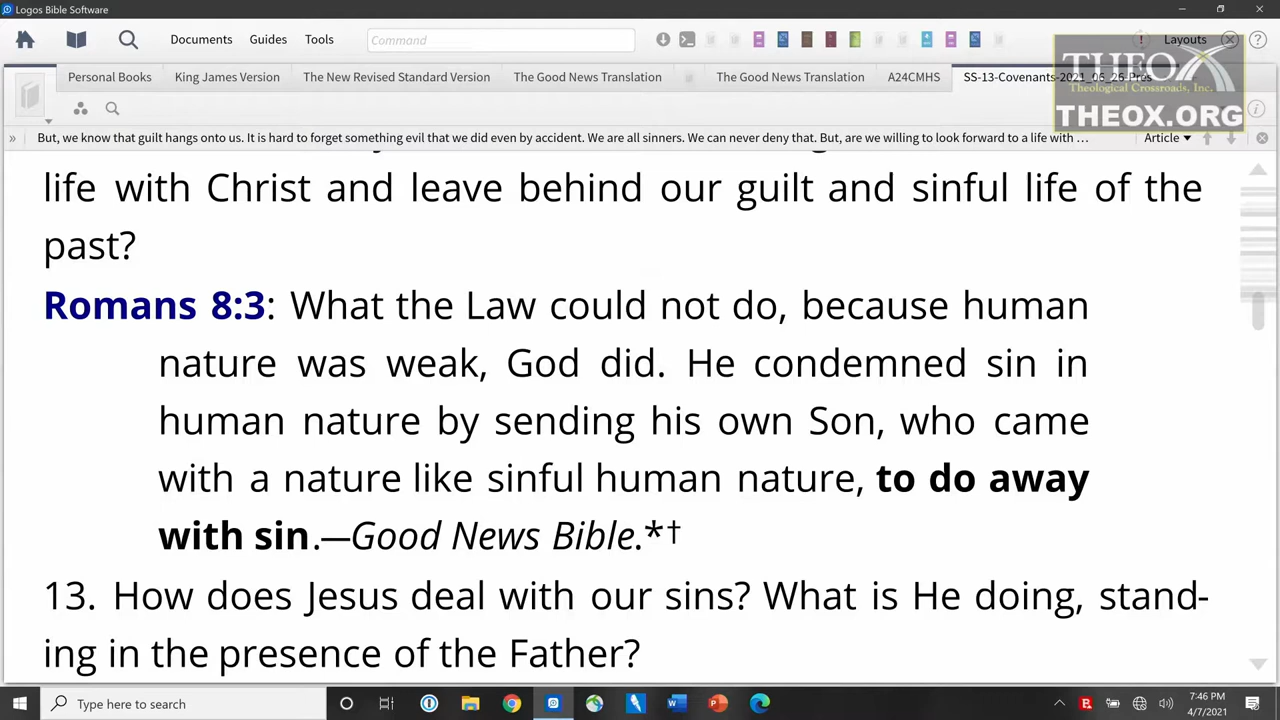 Logos Bible Software
Documents Guides Tools Command Layouts
Personal Books King James Version The New Revised Standard Version The Good News Translation The Good News Translation A24CMHS SS-13-Covenants-2021_06_26.Pres
THEOX
Theological Crossroads, Inc.
THEOX.ORG
» But, we know that guilt hangs onto us. It is hard to forget something evil that we did even by accident. We are all sinners. We can never deny that. But, are we willing to look forward to a life with ... Article
life with Christ and leave behind our guilt and sinful life of the
past?
Romans 8:3: What the Law could not do, because human
nature was weak, God did. He condemned sin in
human nature by sending his own Son, who came
with a nature like sinful human nature, to do away
with sin.—Good News Bible.*†
13. How does Jesus deal with our sins? What is He doing, stand-
ing in the presence of the Father?
Type here to search
7:46 PM
4/7/2021